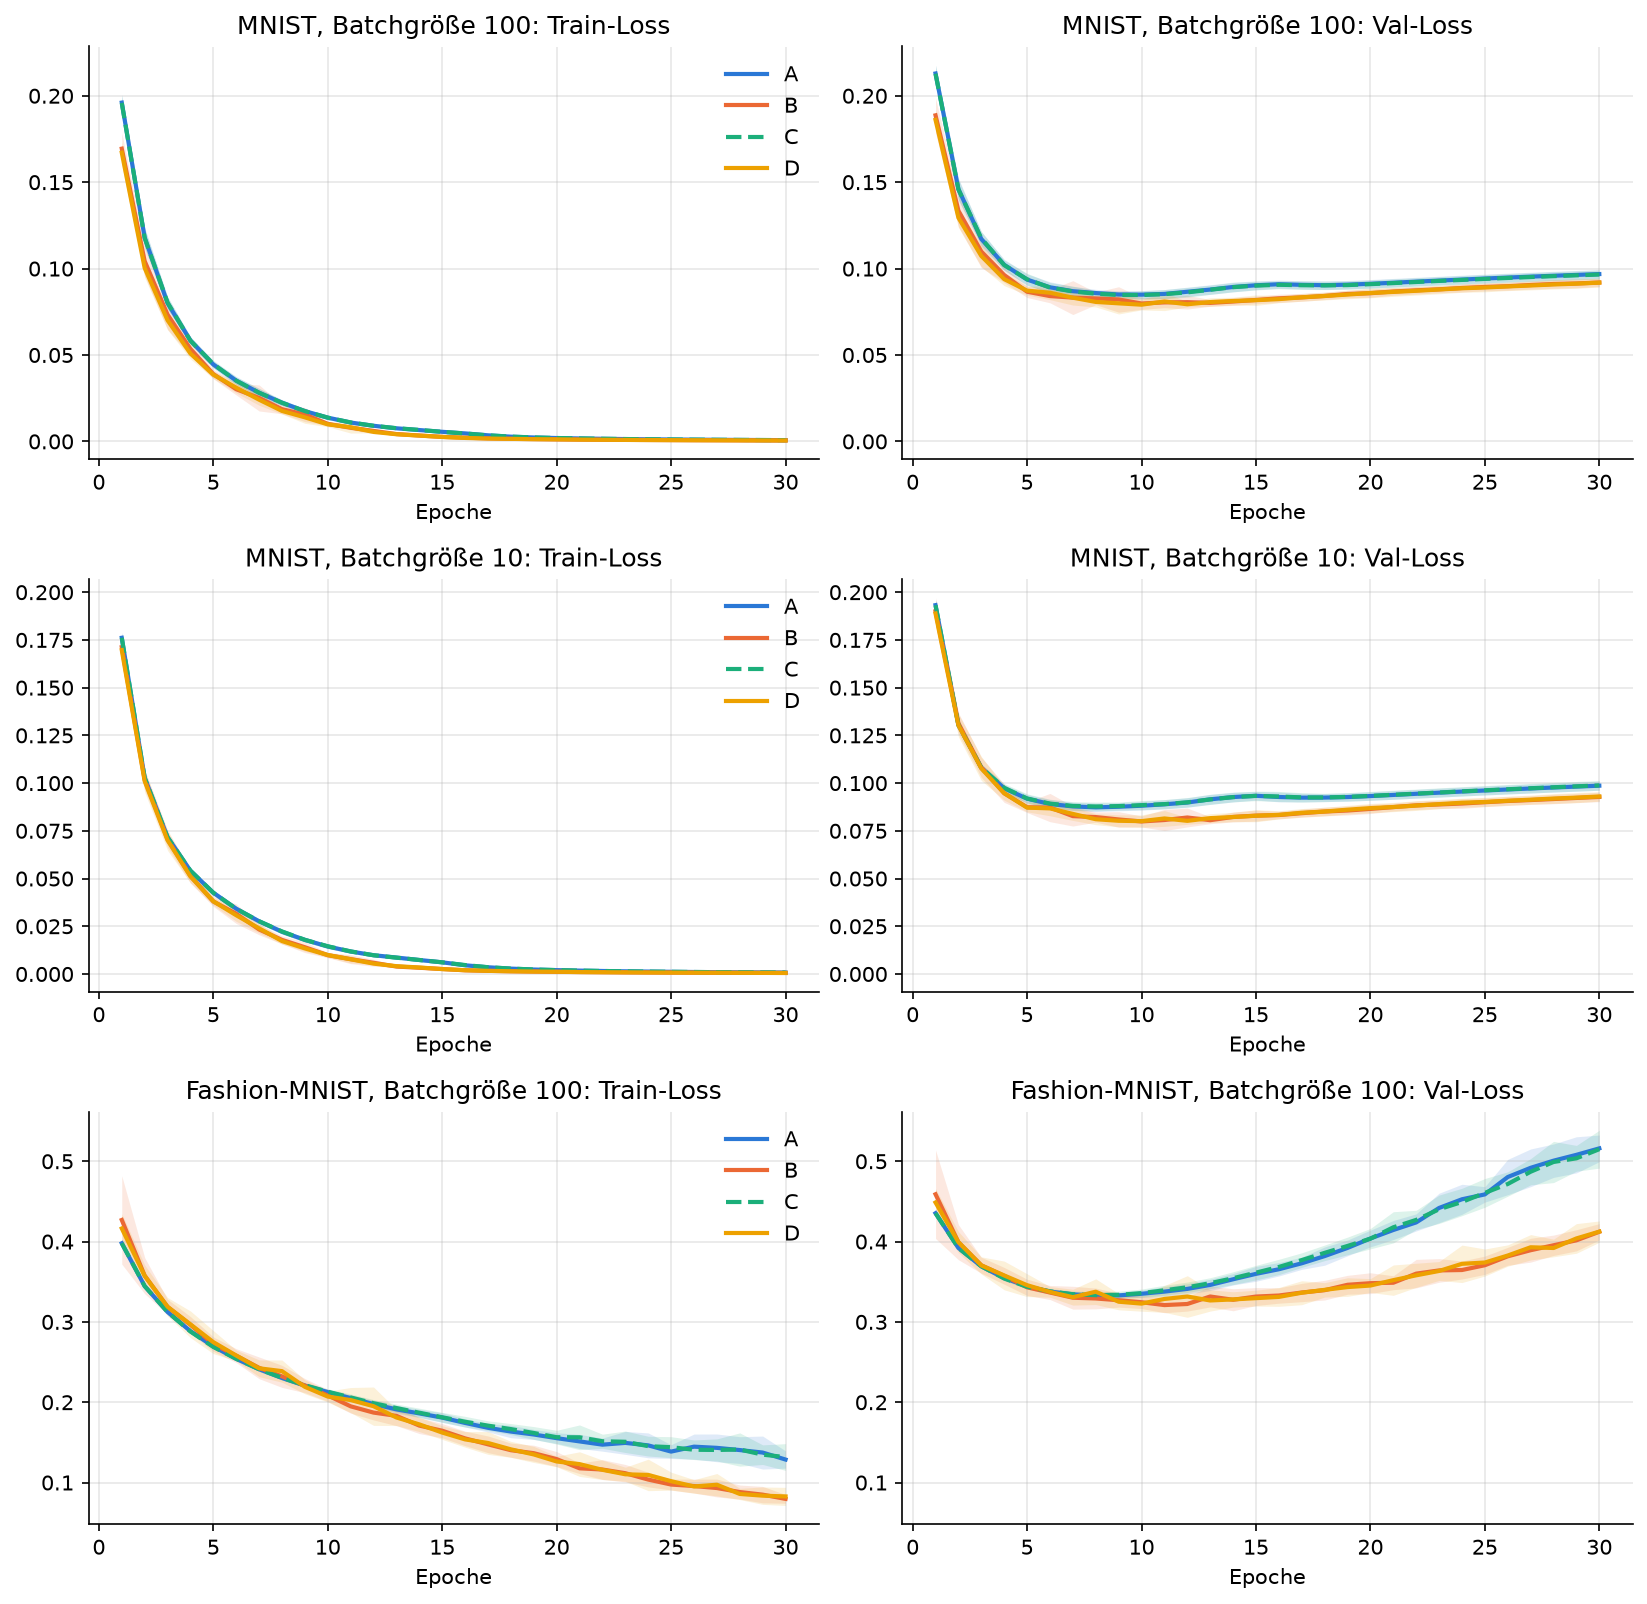 MNIST, Batchgröße 100: Train-Loss
A
B
C
D
0.20
0.15
0.10
0.05
0.00
0 5 10 15 20 25 30
Epoche
MNIST, Batchgröße 100: Val-Loss
0.20
0.15
0.10
0.05
0.00
0 5 10 15 20 25 30
Epoche
MNIST, Batchgröße 10: Train-Loss
A
B
C
D
0.200
0.175
0.150
0.125
0.100
0.075
0.050
0.025
0.000
0 5 10 15 20 25 30
Epoche
MNIST, Batchgröße 10: Val-Loss
0.200
0.175
0.150
0.125
0.100
0.075
0.050
0.025
0.000
0 5 10 15 20 25 30
Epoche
Fashion-MNIST, Batchgröße 100: Train-Loss
A
B
C
D
0.5
0.4
0.3
0.2
0.1
0 5 10 15 20 25 30
Epoche
Fashion-MNIST, Batchgröße 100: Val-Loss
0.5
0.4
0.3
0.2
0.1
0 5 10 15 20 25 30
Epoche